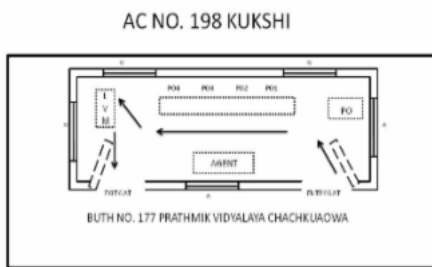 AC NO. 198 KUKSHI
PO4 PO3 PO2 PO1
V
M
PO
AGENT
BUTH NO. 177 PRATHMIK VIDYALAYA CHACHKUAOWA